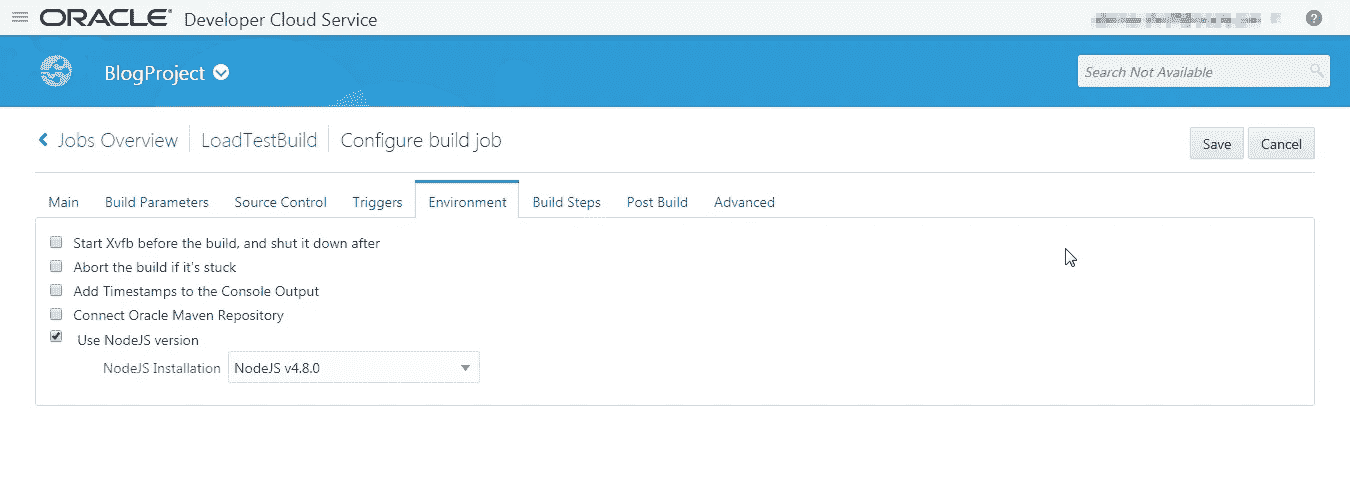 ORACLE® Developer Cloud Service
?
BlogProject
Search Not Available
Jobs Overview LoadTestBuild Configure build job
Save Cancel
Main Build Parameters Source Control Triggers Environment Build Steps Post Build Advanced
Start Xvfb before the build, and shut it down after
Abort the build if it's stuck
Add Timestamps to the Console Output
Connect Oracle Maven Repository
Use NodeJS version
NodeJS Installation NodeJS v4.8.0